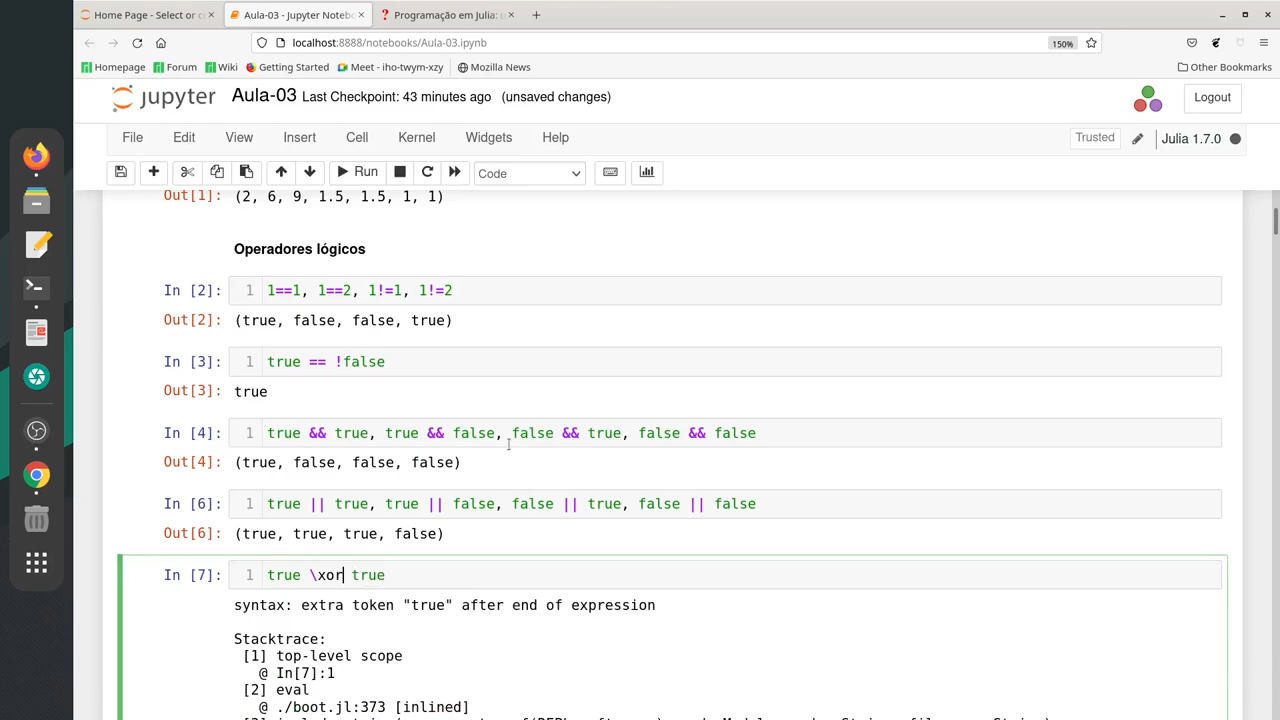 Home Page - Select or c
Aula-03 - Jupyter Noteb
Programação em Julia: u
localhost:8888/notebooks/Aula-03.ipynb
150%
Homepage
Forum
Wiki
Getting Started
Meet - iho-twym-xzy
Mozilla News
Other Bookmarks
jupyter Aula-03 Last Checkpoint: 43 minutes ago (unsaved changes)
Logout
File Edit View Insert Cell Kernel Widgets Help
Trusted
Julia 1.7.0
Run
Code
Out[1]: (2, 6, 9, 1.5, 1.5, 1, 1)
Operadores lógicos
In [2]: 1 1==1, 1==2, 1!=1, 1!=2
Out[2]: (true, false, false, true)
In [3]: 1 true == !false
Out[3]: true
In [4]: 1 true && true, true && false, false && true, false && false
Out[4]: (true, false, false, false)
In [6]: 1 true || true, true || false, false || true, false || false
Out[6]: (true, true, true, false)
In [7]: 1 true \xor true
syntax: extra token "true" after end of expression
Stacktrace:
[1] top-level scope
@ In[7]:1
[2] eval
@ ./boot.jl:373 [inlined]